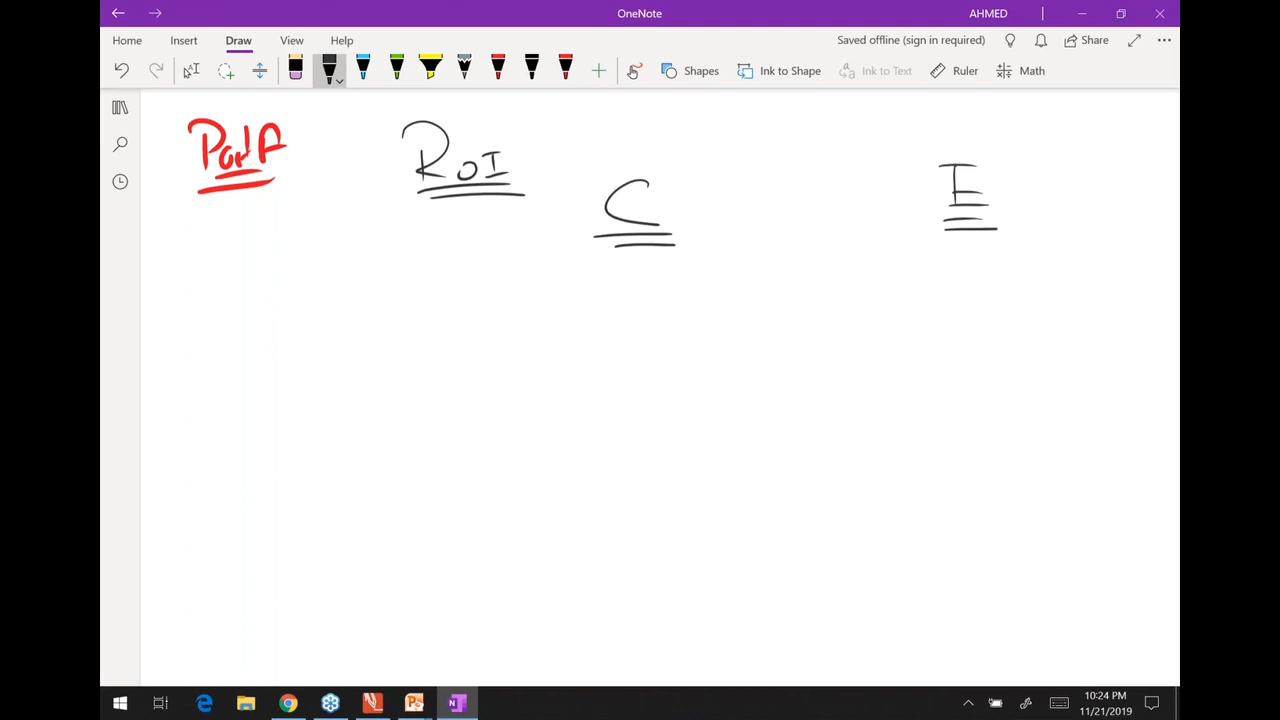 OneNote
AHMED
Home Insert Draw View Help
Saved offline (sign in required) Share
Shapes Ink to Shape Ink to Text Ruler Math
Part A
ROI
C
E
10:24 PM
11/21/2019